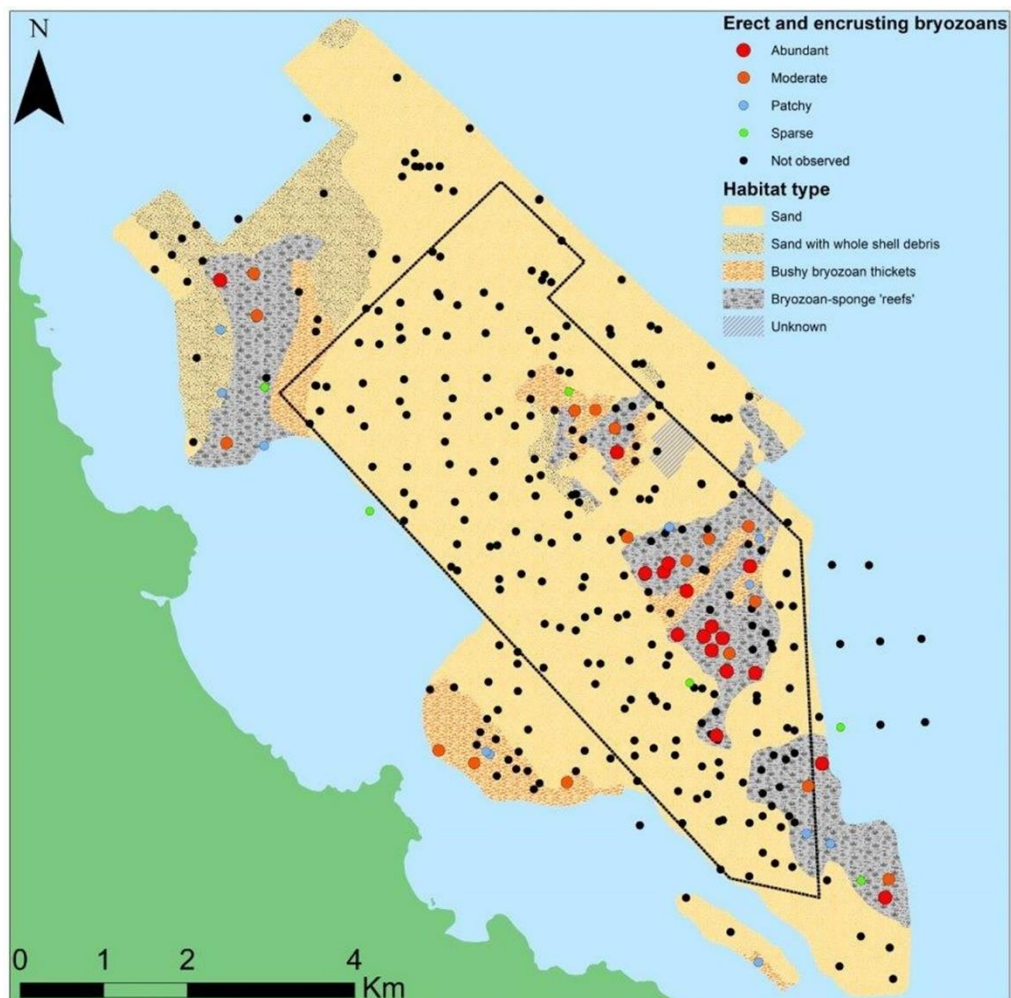 N
Erect and encrusting bryozoans
Abundant
Moderate
Patchy
Sparse
Not observed
Habitat type
Sand
Sand with whole shell debris
Bushy bryozoan thickets
Bryozoan-sponge 'reefs'
Unknown
0 1 2 4
Km